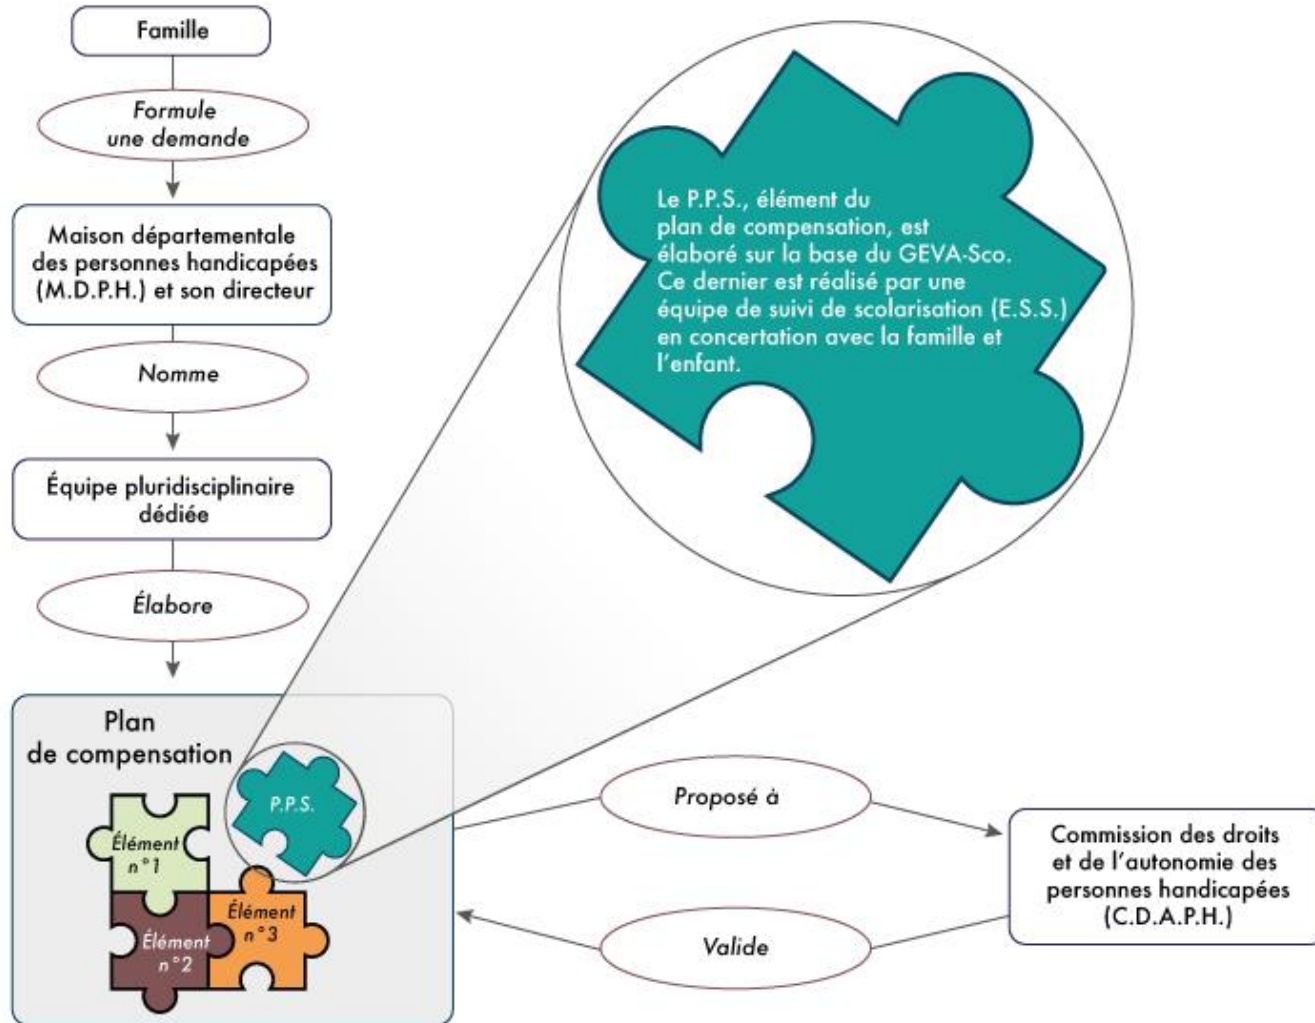 Famille
Formule
une demande
Maison départementale
des personnes handicapées
(M.D.P.H.) et son directeur
Nomme
Équipe pluridisciplinaire
dédiée
Élabore
Plan
de compensation
P.P.S.
Élément
n°1
Élément
n°2
Élément
n°3
Le P.P.S., élément du
plan de compensation, est
élaboré sur la base du GEVA-Sco.
Ce dernier est réalisé par une
équipe de suivi de scolarisation (E.S.S.)
en concertation avec la famille et
l'enfant.
Proposé à
Commission des droits
et de l'autonomie des
personnes handicapées
(C.D.A.P.H.)
Valide